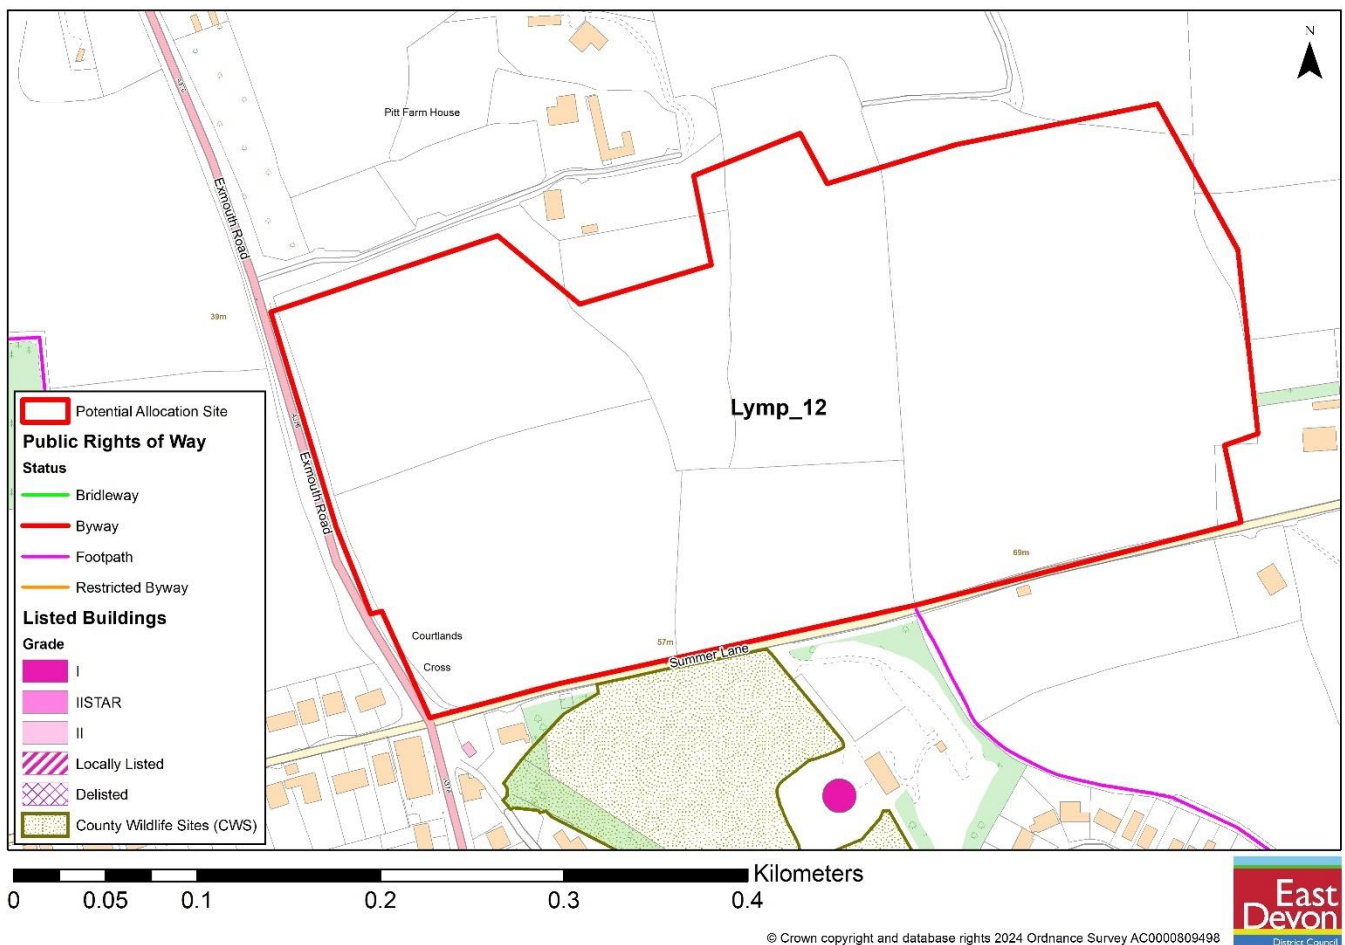 N
Pitt Farm House
Exmouth Road
39m
Lymp_12
Exmouth Road
69m
Courtlands
Cross
57m
Summer Lane
Potential Allocation Site
Public Rights of Way
Status
Bridleway
Byway
Footpath
Restricted Byway
Listed Buildings
Grade
I
IISTAR
II
Locally Listed
Delisted
County Wildlife Sites (CWS)
Kilometers
0 0.05 0.1 0.2 0.3 0.4
East
Devon
District Council
© Crown copyright and database rights 2024 Ordnance Survey AC0000809498